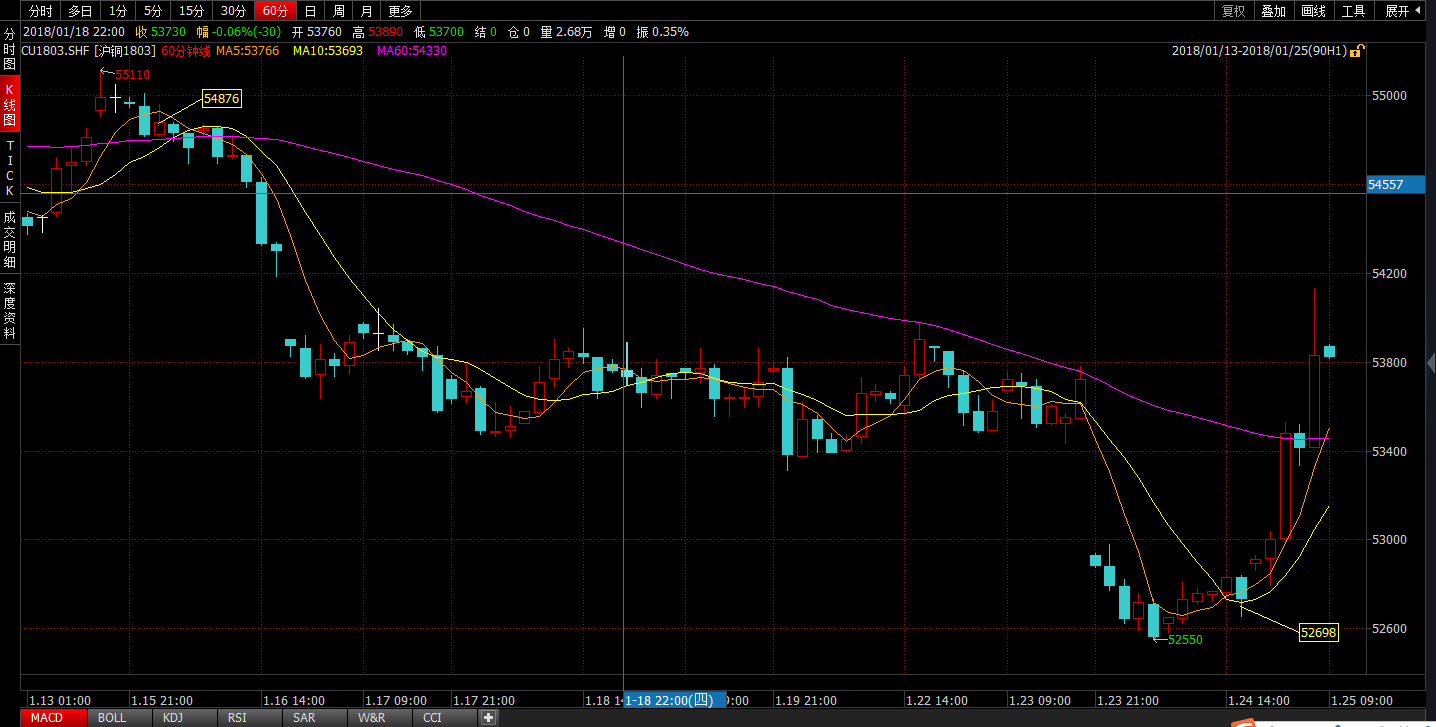 分时 多日 1分 5分 15分 30分 60分 日 周 月 更多 复权 叠加 画线 工具 展开
2018/01/18 22:00 收 53730 幅 -0.06%(-30) 开 53760 高 53890 低 53700 结 0 仓 0 量 2.68万 增 0 振 0.35%
CU1803.SHF [沪铜1803] 60分钟线 MA5:53766 MA10:53693 MA60:54330 2018/01/13-2018/01/25(90H1)
分时图
K线图
TICK
成交明细
深度资料
55110
54876
55000
54557
54200
53800
53400
53000
52600
52698
52550
1.13 01:00 1.15 21:00 1.16 14:00 1.17 09:00 1.17 21:00 1.18 1 1-18 22:00(四) :00 1.19 21:00 1.22 14:00 1.23 09:00 1.23 21:00 1.24 14:00 1.25 09:00
MACD BOLL KDJ RSI SAR W&R CCI